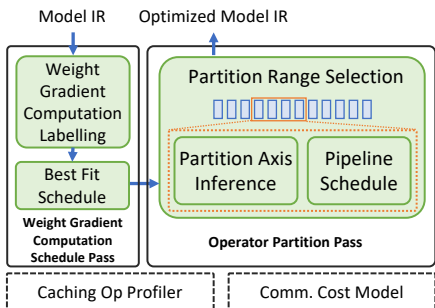 Model IR
Optimized Model IR
Weight
Gradient
Computation
Labelling
Best Fit
Schedule
Weight Gradient
Computation
Schedule Pass
Partition Range Selection
Partition Axis
Inference
Pipeline
Schedule
Operator Partition Pass
Caching Op Profiler
Comm. Cost Model